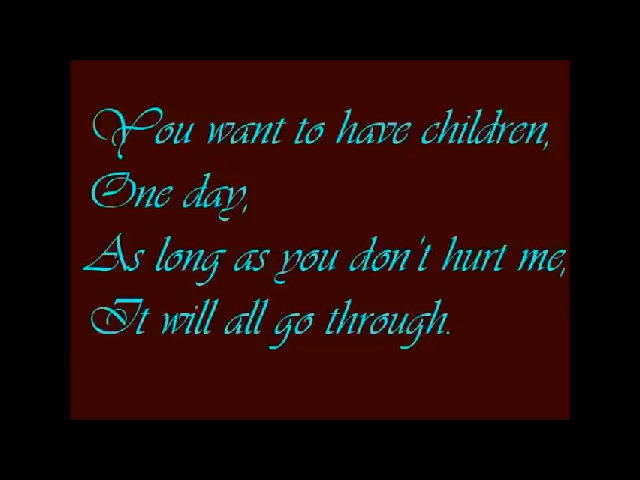 You want to have children,
One day,
As long as you don't hurt me,
It will all go through.